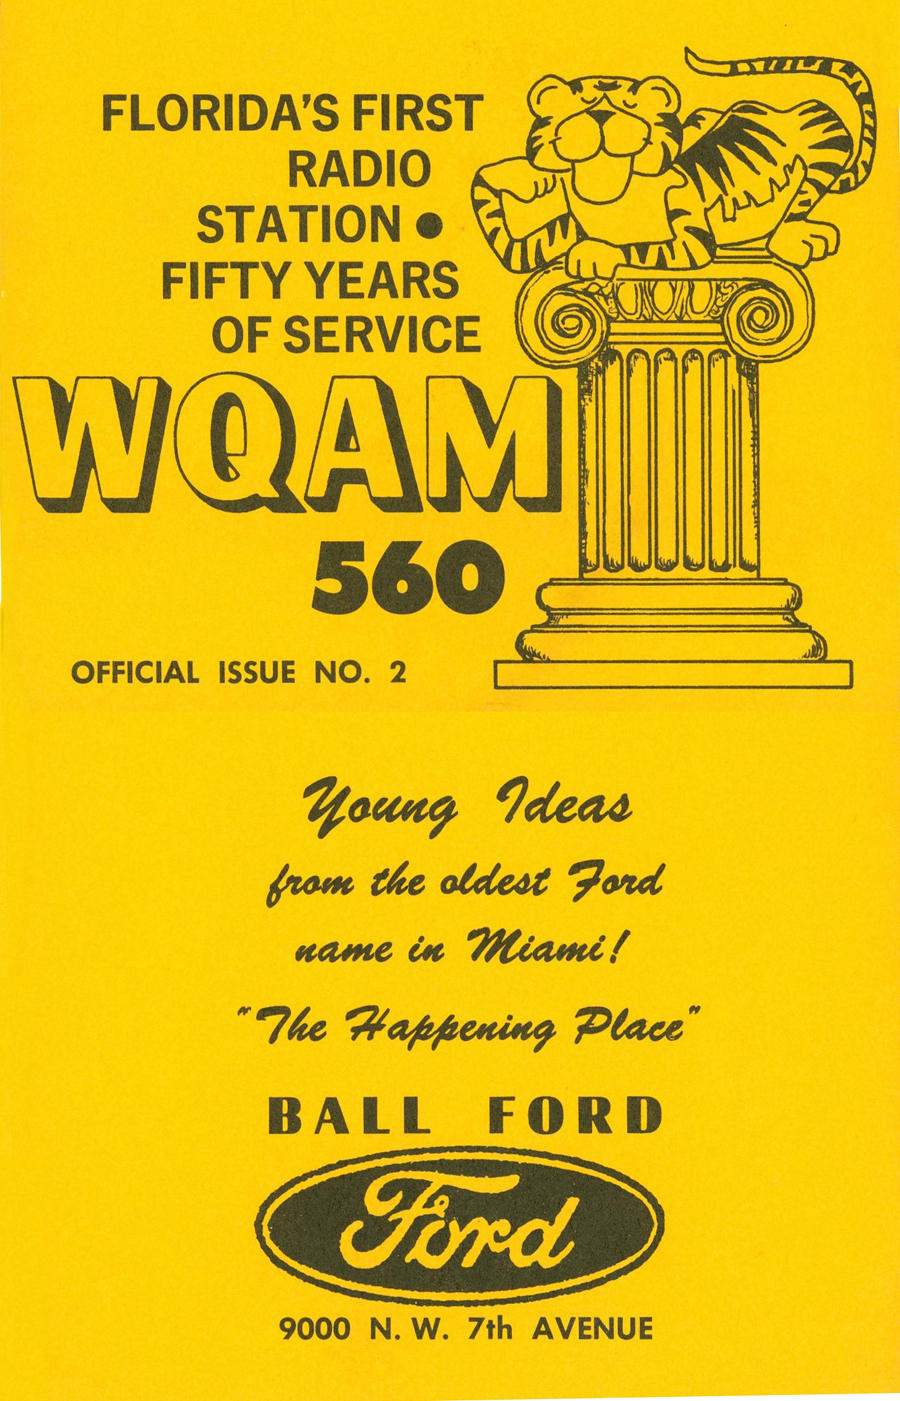 FLORIDA'S FIRST
RADIO
STATION ●
FIFTY YEARS
OF SERVICE
WQAM
560
OFFICIAL ISSUE NO. 2
Young Ideas
from the oldest Ford
name in Miami!
"The Happening Place"
BALL FORD
Ford
9000 N.W. 7th AVENUE